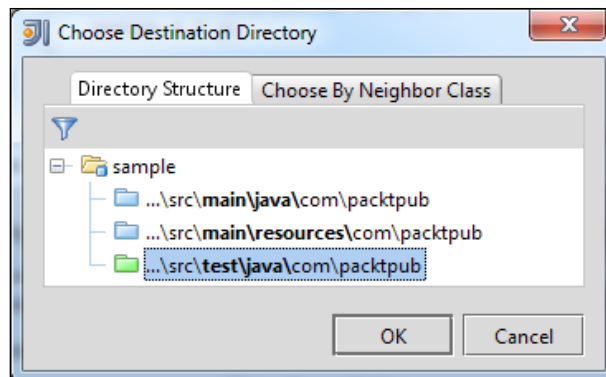 Choose Destination Directory
Directory Structure Choose By Neighbor Class
sample
...\src\main\java\com\packtpub
...\src\main\resources\com\packtpub
...\src\test\java\com\packtpub
OK Cancel